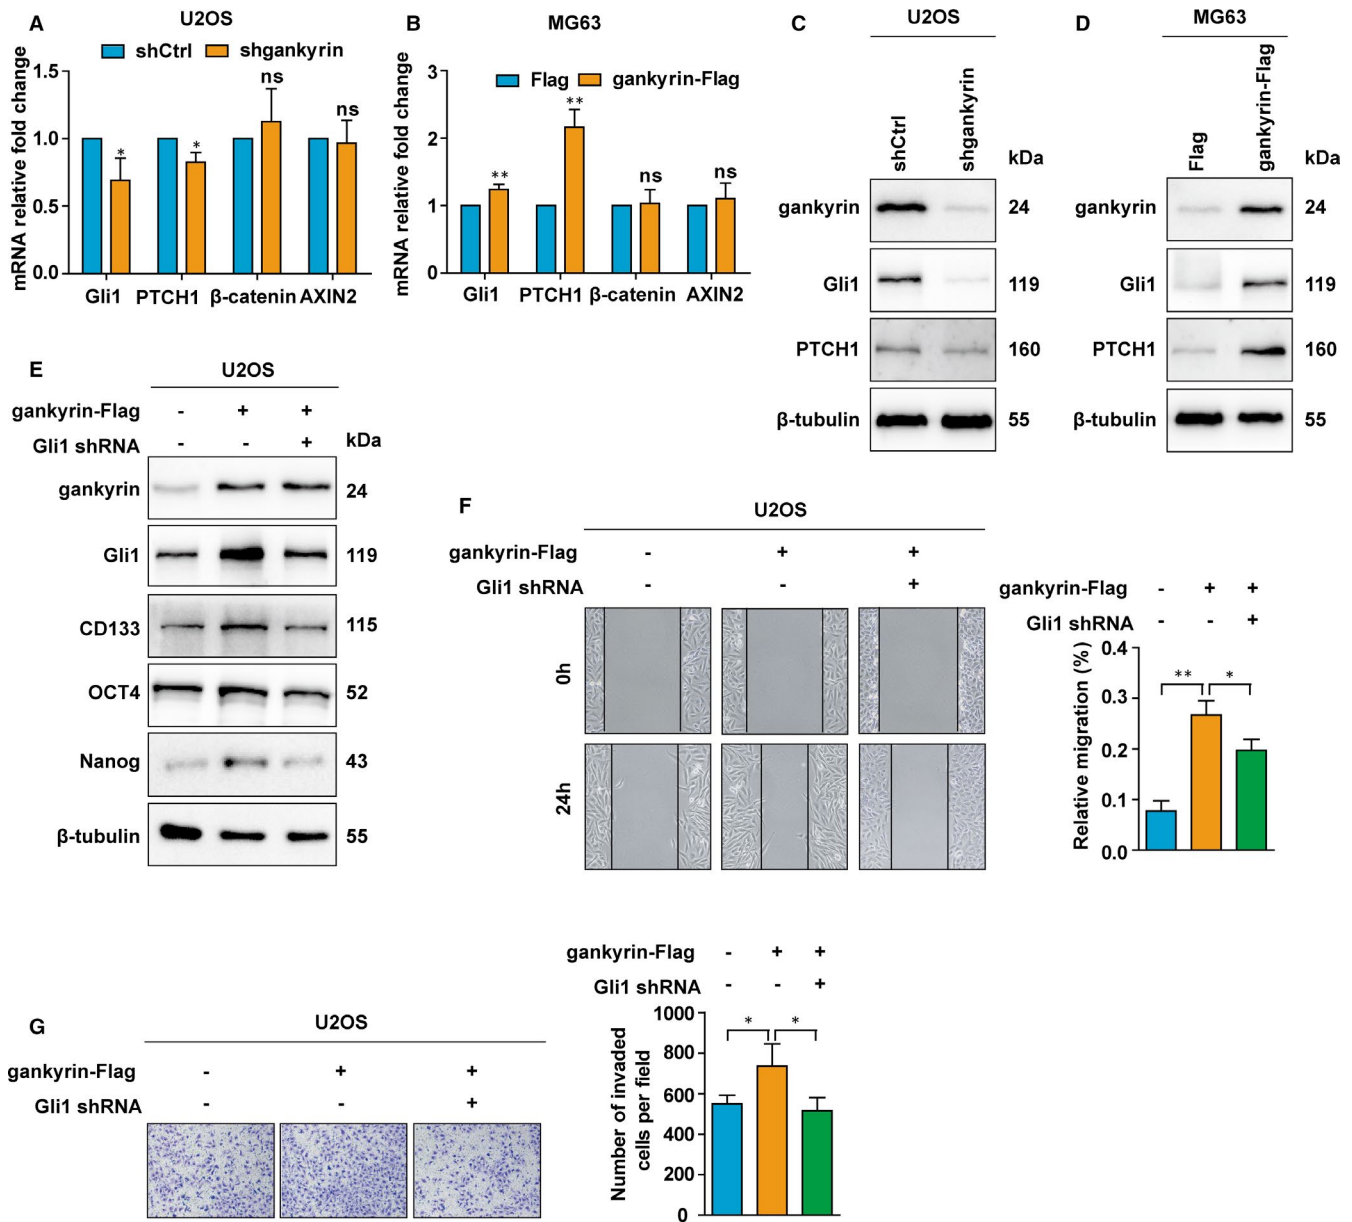 A
U2OS
shCtrl shgankyrin
mRNA relative fold change
1.5
1.0
0.5
0.0
* * ns ns
Gli1 PTCH1 β-catenin AXIN2
B
MG63
Flag gankyrin-Flag
mRNA relative fold change
3
2
1
0
** ** ns ns
Gli1 PTCH1 β-catenin AXIN2
C
U2OS
shCtrl shgankyrin
kDa
gankyrin 24
Gli1 119
PTCH1 160
β-tubulin 55
D
MG63
Flag gankyrin-Flag
kDa
gankyrin 24
Gli1 119
PTCH1 160
β-tubulin 55
E
U2OS
gankyrin-Flag - + +
Gli1 shRNA - - +
kDa
gankyrin 24
Gli1 119
CD133 115
OCT4 52
Nanog 43
β-tubulin 55
F
U2OS
gankyrin-Flag - + +
Gli1 shRNA - - +
0h
24h
gankyrin-Flag - + +
Gli1 shRNA - - +
Relative migration (%)
0.4
0.3
0.2
0.1
0.0
** *
G
U2OS
gankyrin-Flag - + +
Gli1 shRNA - - +
gankyrin-Flag - + +
Gli1 shRNA - - +
Number of invaded
cells per field
1000
800
600
400
200
0
* *